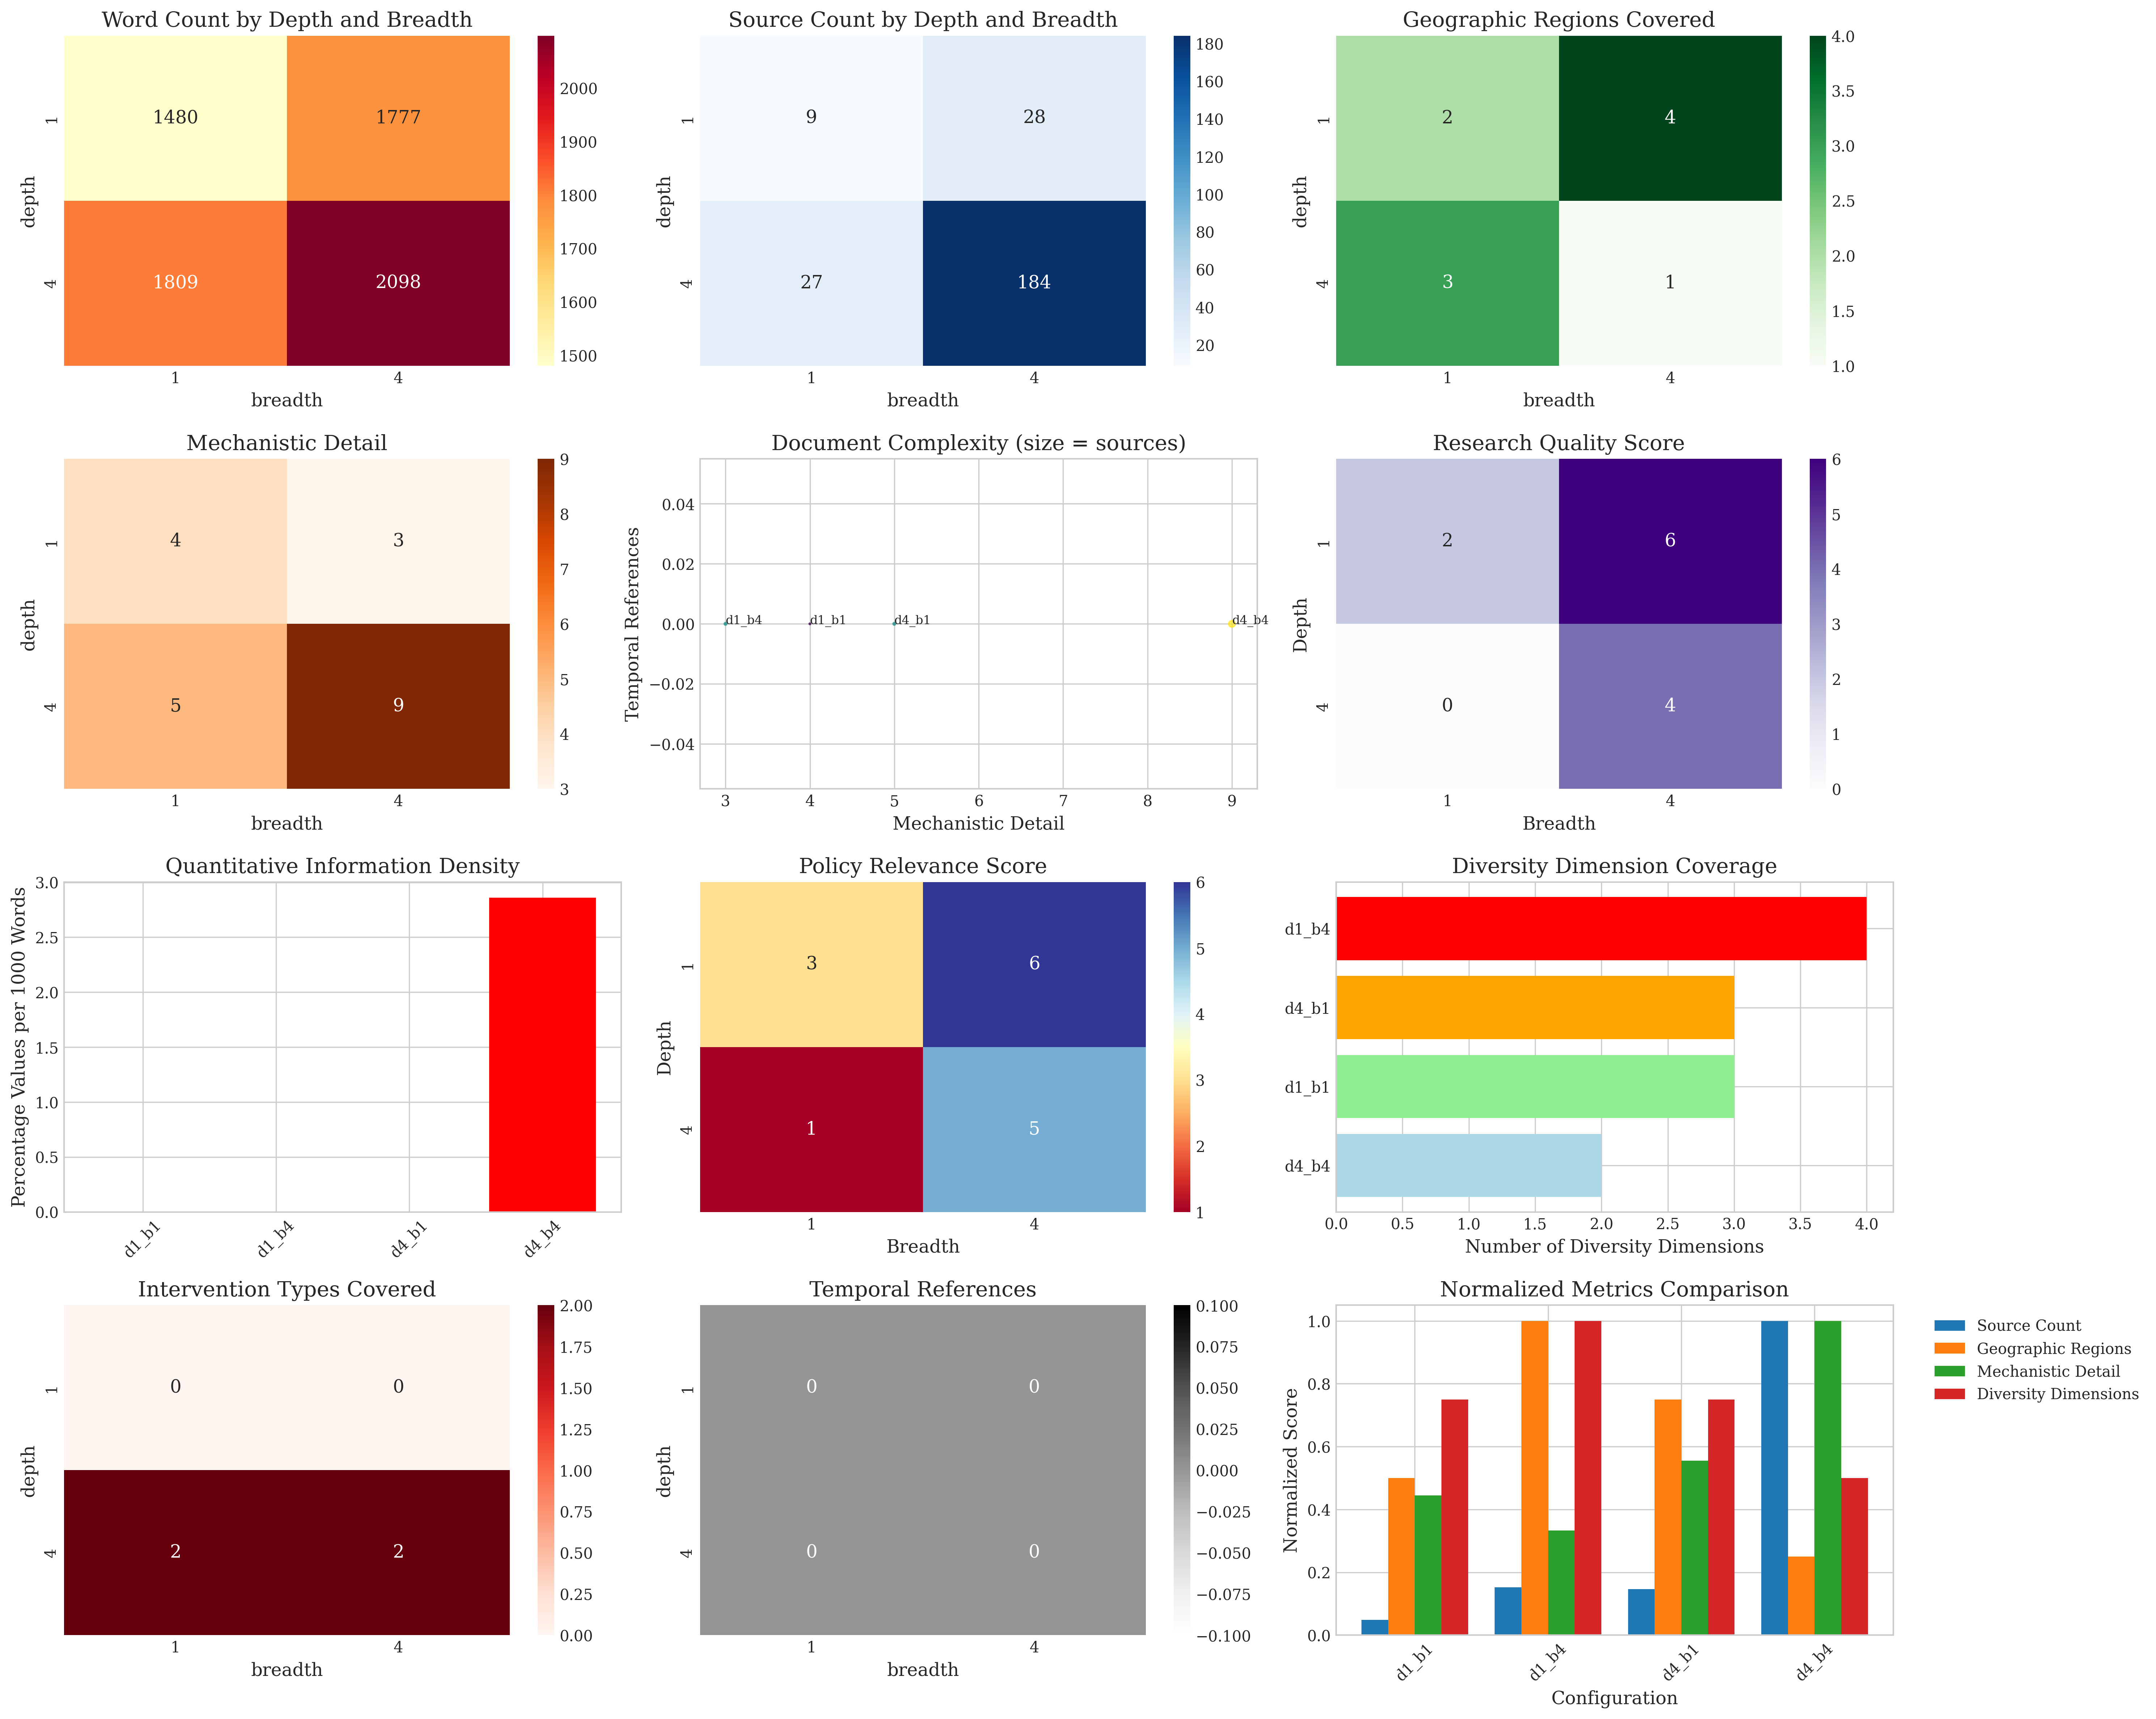 Word Count by Depth and Breadth
1480 1777
1809 2098
1
4
depth
1 4
breadth
2000
1900
1800
1700
1600
1500
Source Count by Depth and Breadth
9 28
27 184
1
4
depth
1 4
breadth
180
160
140
120
100
80
60
40
20
Geographic Regions Covered
2 4
3 1
1
4
depth
1 4
breadth
4.0
3.5
3.0
2.5
2.0
1.5
1.0
Mechanistic Detail
4 3
5 9
1
4
depth
1 4
breadth
9
8
7
6
5
4
3
Document Complexity (size = sources)
Temporal References
0.04
0.02
0.00
−0.02
−0.04
d1_b4 d1_b1 d4_b1 d4_b4
3 4 5 6 7 8 9
Mechanistic Detail
Research Quality Score
2 6
0 4
1
4
Depth
1 4
Breadth
6
5
4
3
2
1
0
Quantitative Information Density
Percentage Values per 1000 Words
3.0
2.5
2.0
1.5
1.0
0.5
0.0
d1_b1 d1_b4 d4_b1 d4_b4
Policy Relevance Score
3 6
1 5
1
4
Depth
1 4
Breadth
6
5
4
3
2
1
Diversity Dimension Coverage
d1_b4
d4_b1
d1_b1
d4_b4
0.0 0.5 1.0 1.5 2.0 2.5 3.0 3.5 4.0
Number of Diversity Dimensions
Intervention Types Covered
0 0
2 2
1
4
depth
1 4
breadth
2.00
1.75
1.50
1.25
1.00
0.75
0.50
0.25
0.00
Temporal References
0 0
0 0
1
4
depth
1 4
breadth
0.100
0.075
0.050
0.025
0.000
−0.025
−0.050
−0.075
−0.100
Normalized Metrics Comparison
Normalized Score
1.0
0.8
0.6
0.4
0.2
0.0
d1_b1 d1_b4 d4_b1 d4_b4
Configuration
Source Count
Geographic Regions
Mechanistic Detail
Diversity Dimensions